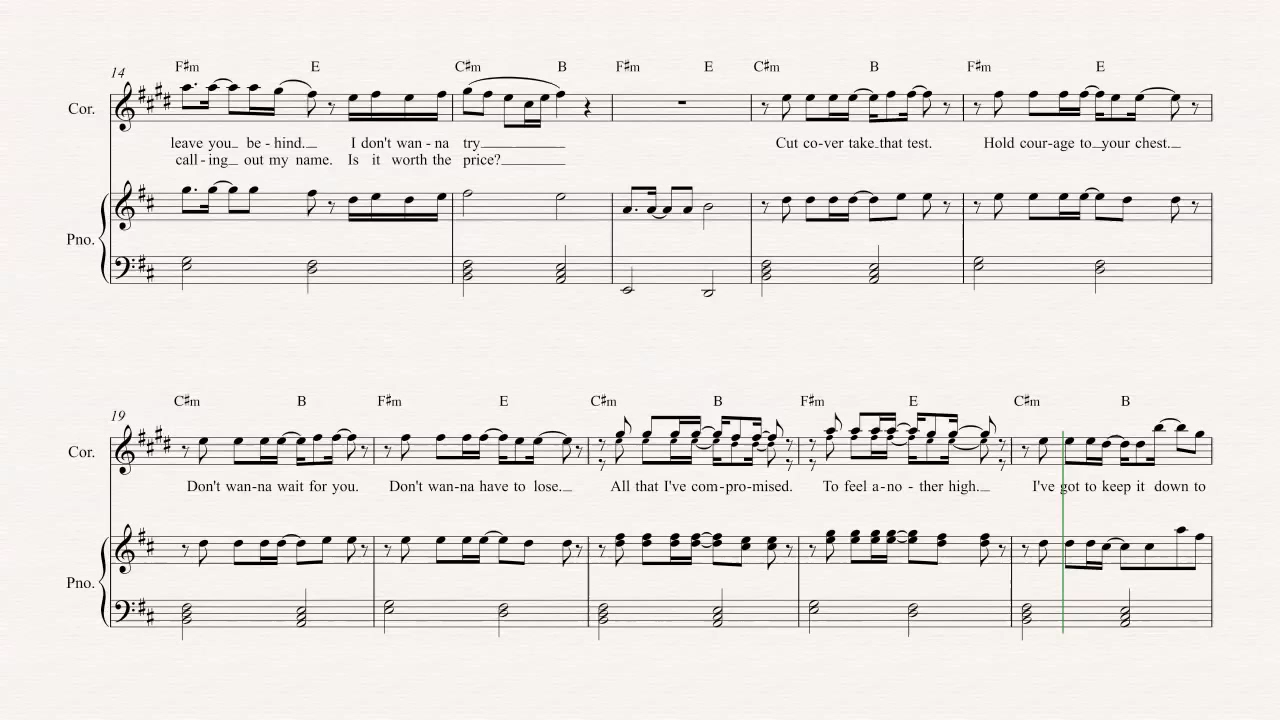 14
F♯m E C♯m B F♯m E C♯m B F♯m E
Cor.
leave you be - hind. I don't wan - na try Cut co-ver take that test. Hold cour-age to your chest.
call - ing out my name. Is it worth the price?
Pno.
19
C♯m B F♯m E C♯m B F♯m E C♯m B
Cor.
Don't wan-na wait for you. Don't wan-na have to lose. All that I've com-pro-mised. To feel a-no - ther high. I've got to keep it down to
Pno.